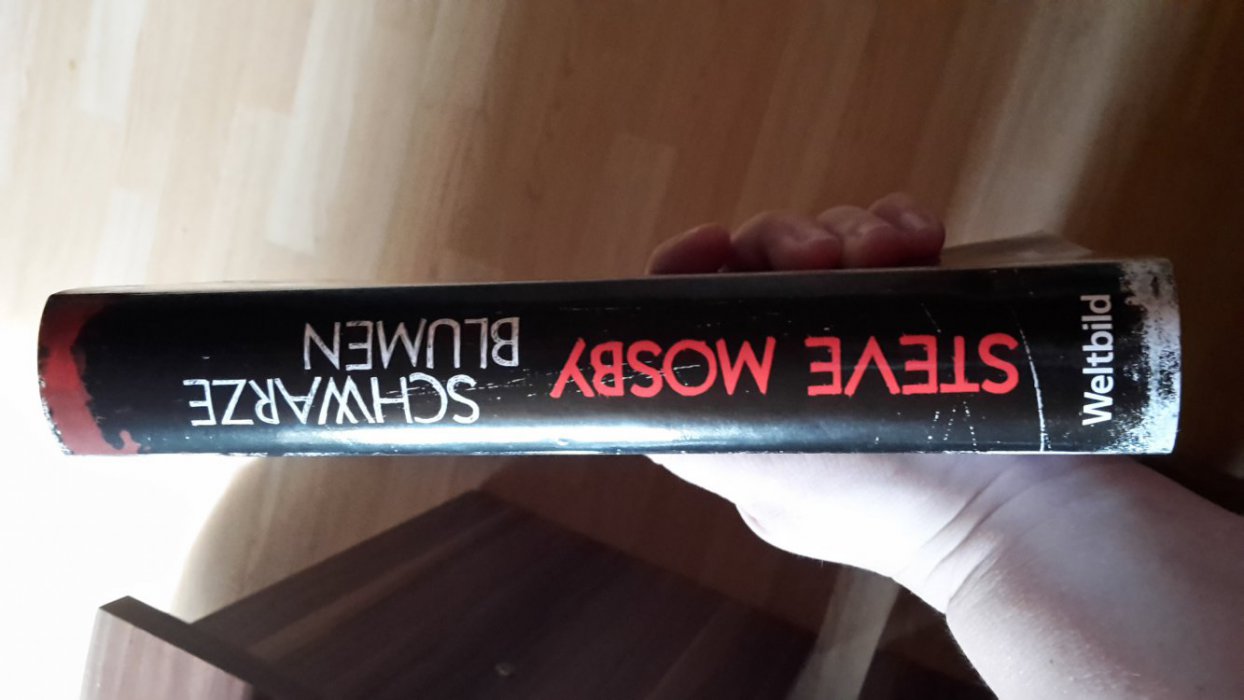 STEVE MOSBY
SCHWARZE
BLUMEN
Weltbild